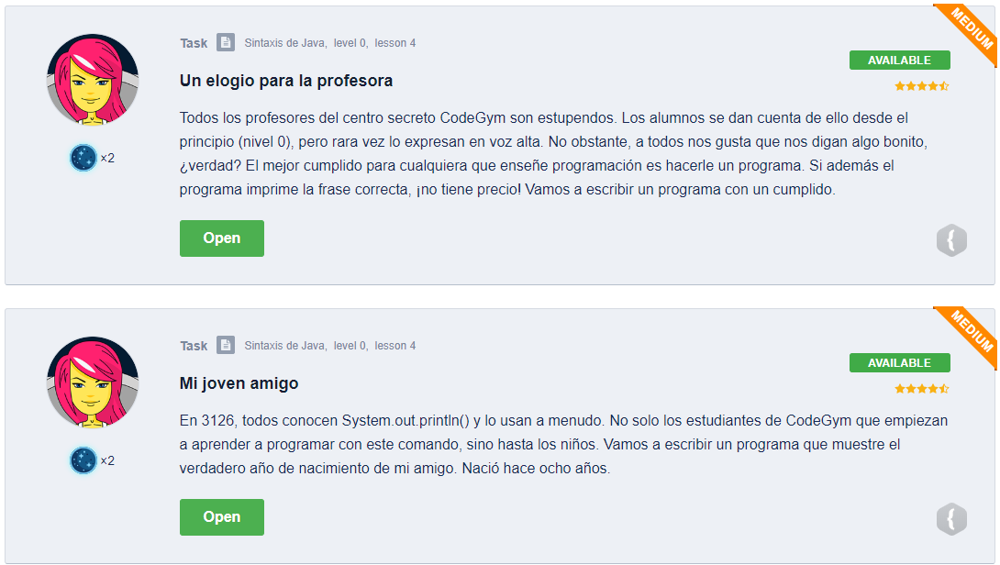 MEDIUM
Task Sintaxis de Java, level 0, lesson 4
AVAILABLE
Un elogio para la profesora
Todos los profesores del centro secreto CodeGym son estupendos. Los alumnos se dan cuenta de ello desde el
principio (nivel 0), pero rara vez lo expresan en voz alta. No obstante, a todos nos gusta que nos digan algo bonito,
¿verdad? El mejor cumplido para cualquiera que enseñe programación es hacerle un programa. Si además el
programa imprime la frase correcta, ¡no tiene precio! Vamos a escribir un programa con un cumplido.
×2
Open
{
MEDIUM
Task Sintaxis de Java, level 0, lesson 4
AVAILABLE
Mi joven amigo
En 3126, todos conocen System.out.println() y lo usan a menudo. No solo los estudiantes de CodeGym que empiezan
a aprender a programar con este comando, sino hasta los niños. Vamos a escribir un programa que muestre el
verdadero año de nacimiento de mi amigo. Nació hace ocho años.
×2
Open
{